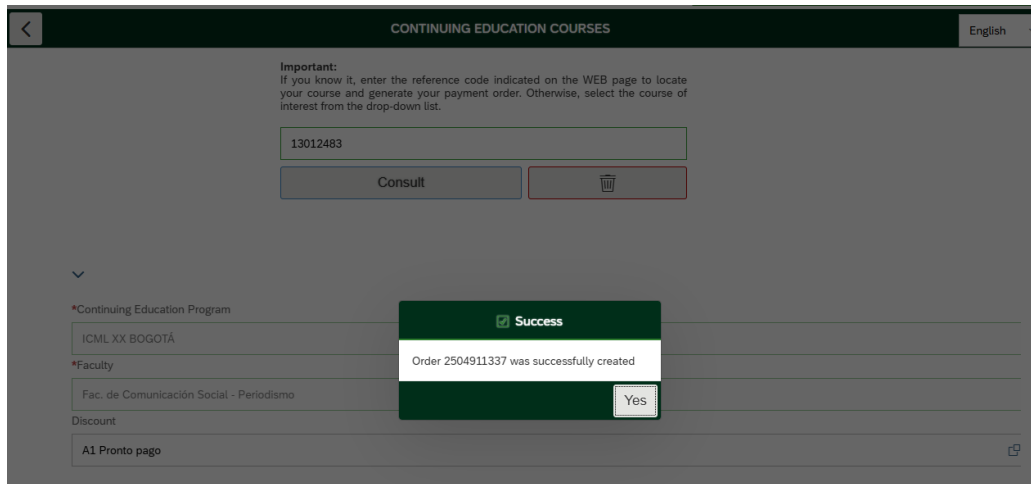 CONTINUING EDUCATION COURSES
English
Important:
If you know it, enter the reference code indicated on the WEB page to locate
your course and generate your payment order. Otherwise, select the course of
interest from the drop-down list.
13012483
Consult
*Continuing Education Program
ICML XX BOGOTÁ
*Faculty
Fac. de Comunicación Social - Periodismo
Discount
A1 Pronto pago
Success
Order 2504911337 was successfully created
Yes